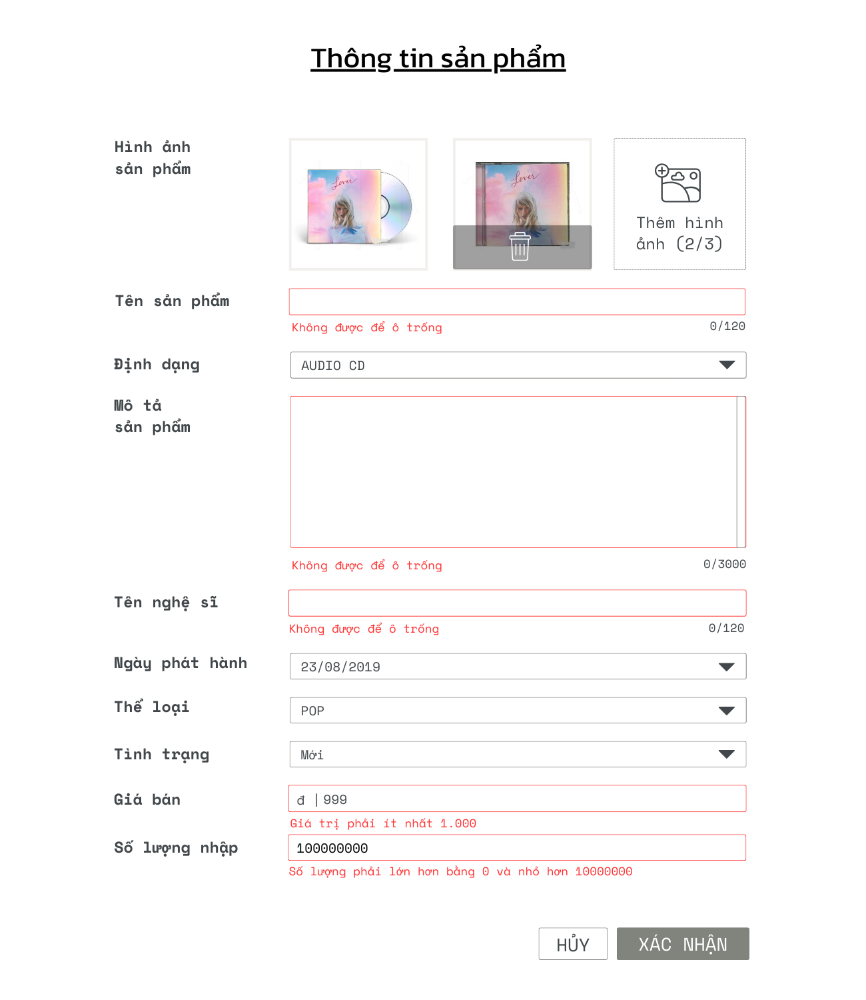 Thông tin sản phẩm
Hình ảnh
sản phẩm
Lover
Lover
Thêm hình
ảnh (2/3)
Tên sản phẩm
Không được để ô trống
0/120
Định dạng
AUDIO CD
Mô tả
sản phẩm
Không được để ô trống
0/3000
Tên nghệ sĩ
Không được để ô trống
0/120
Ngày phát hành
23/08/2019
Thể loại
POP
Tình trạng
Mới
Giá bán
đ | 999
Giá trị phải ít nhất 1.000
Số lượng nhập
100000000
Số lượng phải lớn hơn bằng 0 và nhỏ hơn 10000000
HỦY
XÁC NHẬN